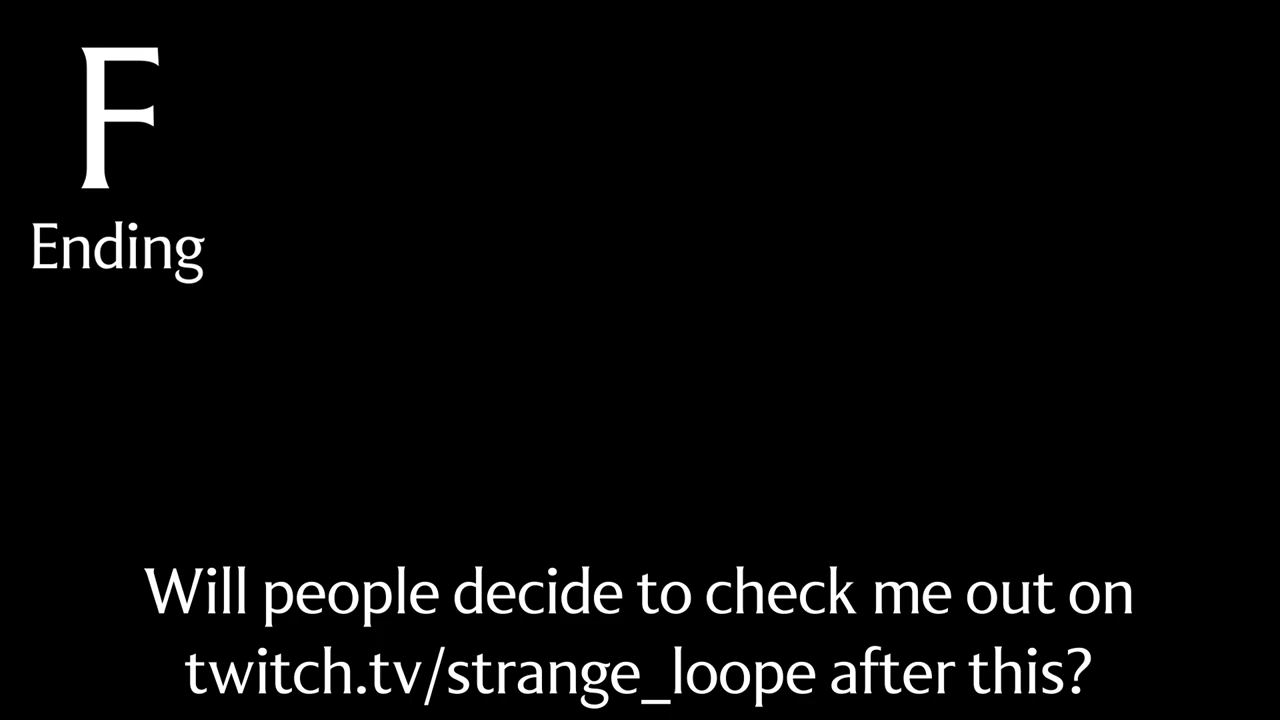 F
Ending
Will people decide to check me out on
twitch.tv/strange_loope after this?